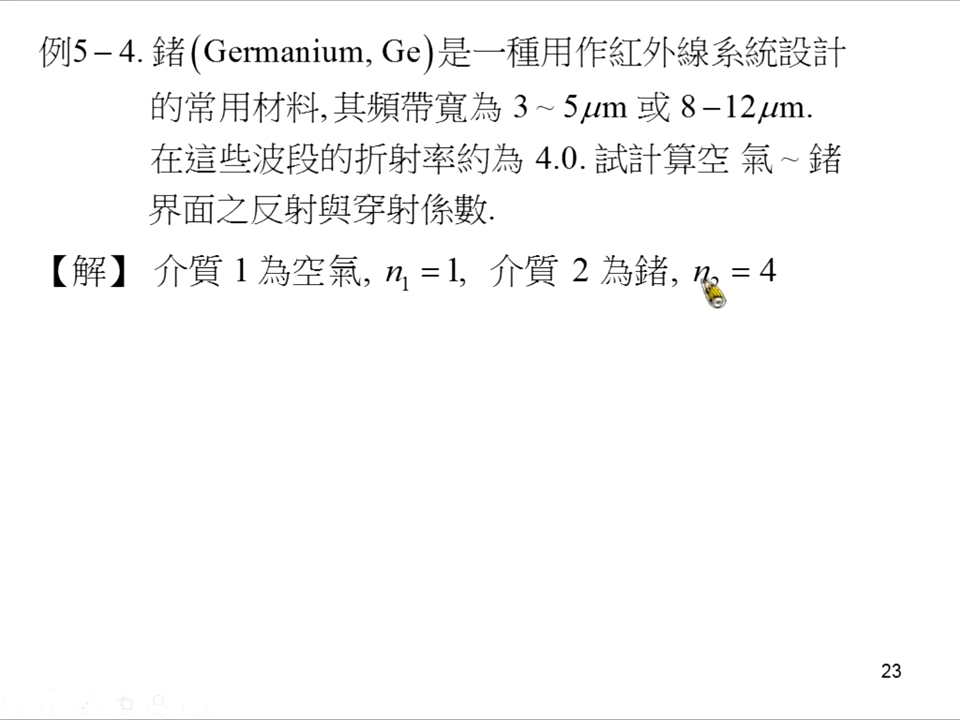 例5－4. 鍺(Germanium, Ge)是一種用作紅外線系統設計
的常用材料, 其頻帶寬為 3 ~ 5μm 或 8－12μm.
在這些波段的折射率約為 4.0. 試計算空 氣 ~ 鍺
界面之反射與穿射係數.
【解】 介質 1 為空氣, n₁ = 1, 介質 2 為鍺, n₂ = 4
23